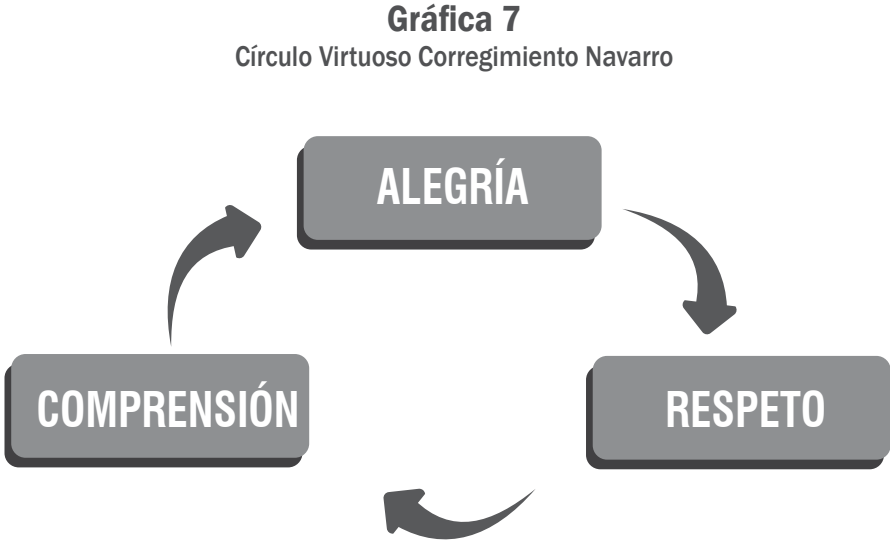 Gráfica 7
Círculo Virtuoso Corregimiento Navarro
ALEGRÍA
COMPRENSIÓN
RESPETO